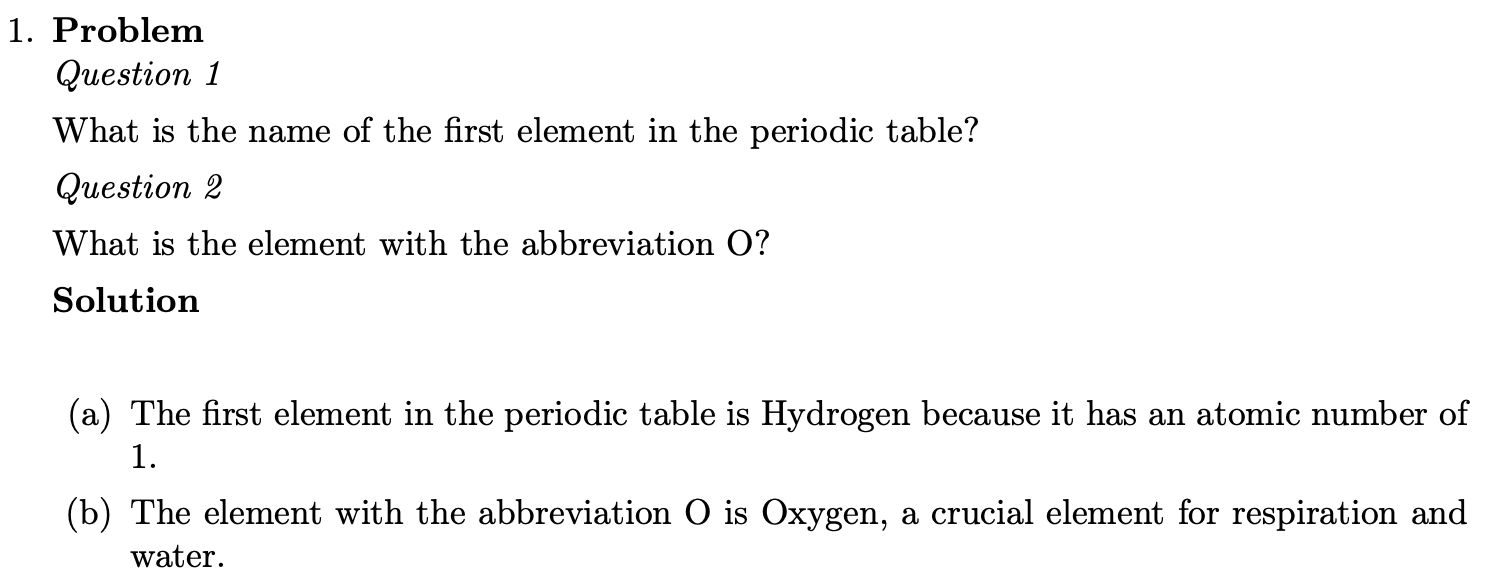 1. Problem
Question 1
What is the name of the first element in the periodic table?
Question 2
What is the element with the abbreviation O?
Solution
(a) The first element in the periodic table is Hydrogen because it has an atomic number of
1.
(b) The element with the abbreviation O is Oxygen, a crucial element for respiration and
water.